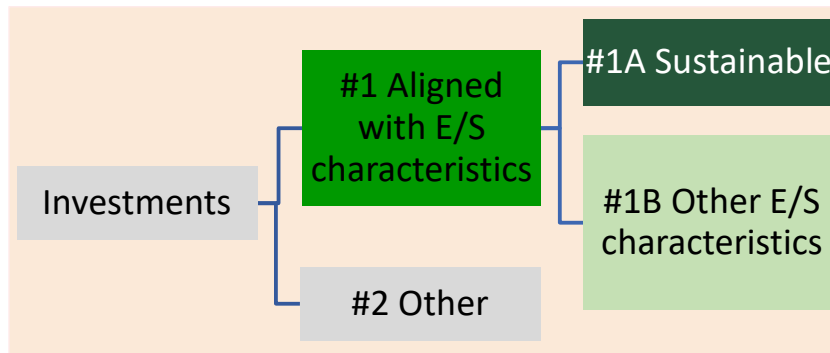 Investments
#1 Aligned
with E/S
characteristics
#2 Other
#1A Sustainable
#1B Other E/S
characteristics